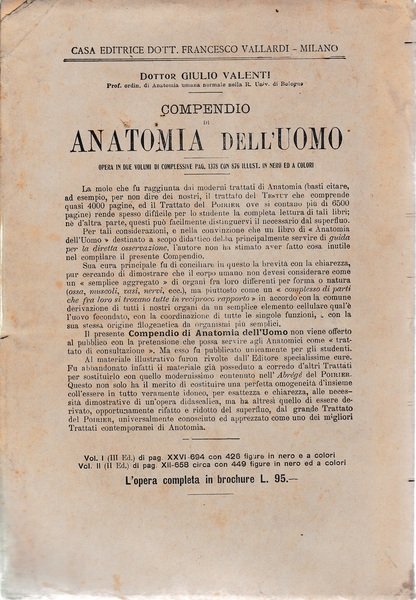 CASA EDITRICE DOTT. FRANCESCO VALLARDI - MILANO
DOTTOR GIULIO VALENTI
Prof. ordin. di Anatomia umana normale nella R. Univ. di Bologna
COMPENDIO
DI
ANATOMIA DELL'UOMO
OPERA IN DUE VOLUMI DI COMPLESSIVE PAG. 1378 CON 876 ILLUST. IN NERO ED A COLORI
La mole che fu raggiunta dai moderni trattati di Anatomia (basti citare,
ad esempio, per non dire dei nostri, il trattato del TESTUT che comprende
quasi 4000 pagine, ed il Trattato del POIRIER ove si contano più di 6500
pagine) rende spesso difficile per lo studente la completa lettura di tali libri;
nè d'altra parte, questi può facilmente distinguervi il necessario dal superfluo.
Per tali considerazioni, e nella convinzione che un libro di « Anatomia
dell'Uomo » destinato a scopo didattico debba principalmente servire di guida
per la diretta osservazione, l'autore non ha stimato aver fatto cosa inutile
nel compilare il presente Compendio.
Sua cura principale fu di conciliare in questo la brevità con la chiarezza,
pur cercando di dimostrare che il corpo umano non devesi considerare come
un « semplice aggregato » di organi fra loro differenti per forma o natura
(ossa, muscoli, vasi, nervi, ecc.), ma piuttosto come un « complesso di parti
che fra loro si trovano tutte in reciproco rapporto » in accordo con la comune
derivazione di tutti i nostri organi da un semplice elemento cellulare qual'è
l'uovo fecondato, con la coordinazione di tutte le singole funzioni, e con la
sua stessa origine filogenetica da organismi più semplici.
Il presente Compendio di Anatomia dell'Uomo non viene offerto
al pubblico con la pretensione che possa servire agli Anatomici come « trat-
tato di consultazione ». Ma esso fu pubblicato unicamente per gli studenti.
Al materiale illustrativo furon rivolte dall'Editore specialissime cure.
Fu abbandonato infatti il materiale già posseduto a corredo d'altri Trattati
per sostituirlo con quello modernissimo contenuto nell'Abrégé del POIRIER.
Questo non solo ha il merito di costituire una perfetta omogeneità d'insieme
coll'essere in tutto veramente idoneo, per esattezza e chiarezza, alle neces-
sità dimostrative di un'opera didascalica, ma ha altresì quello di essere de-
rivato, opportunamente rifatto e ridotto del superfluo, dal grande Trattato
del POIRIER, universalmente conosciuto ed apprezzato come uno dei migliori
Trattati contemporanei di Anatomia.
Vol. I (III Ed.) di pag. XXVI-694 con 426 figure in nero e a colori
Vol. II (II Ed.) di pag. XII-658 circa con 449 figure in nero ed a colori
L'opera completa in brochure L. 95.—